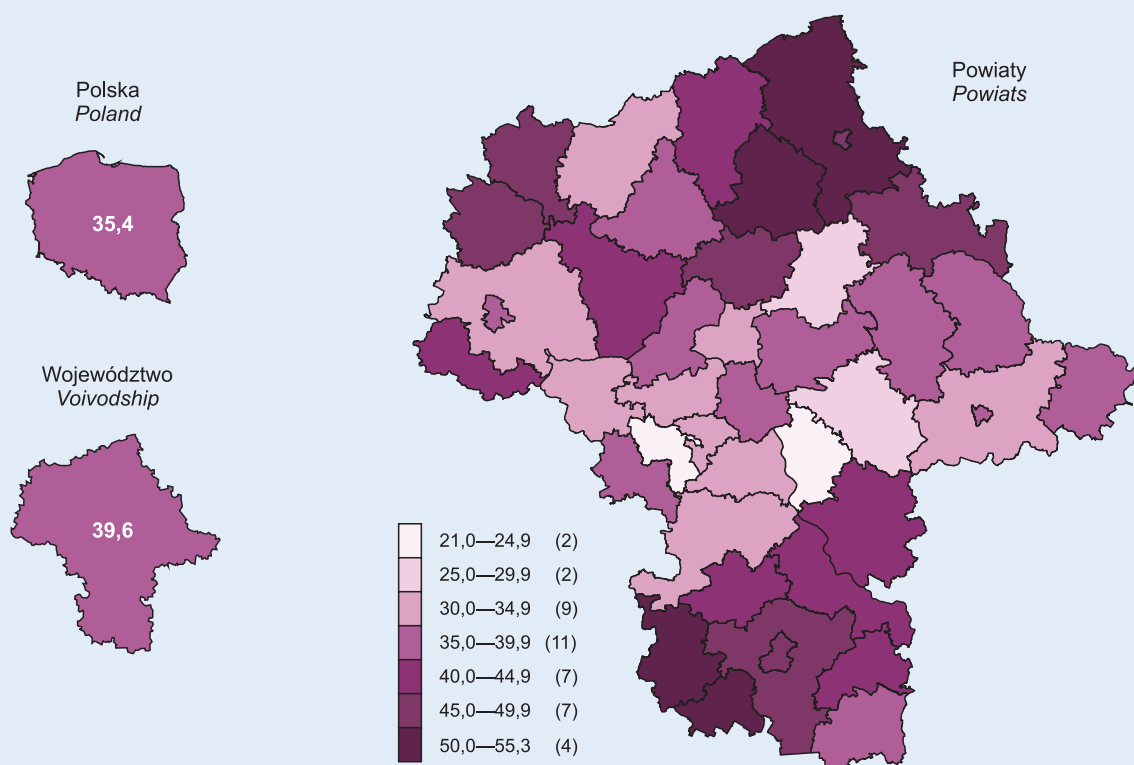 Polska
Poland
35,4
Województwo
Voivodship
39,6
Powiaty
Powiats
21,0—24,9 (2)
25,0—29,9 (2)
30,0—34,9 (9)
35,0—39,9 (11)
40,0—44,9 (7)
45,0—49,9 (7)
50,0—55,3 (4)